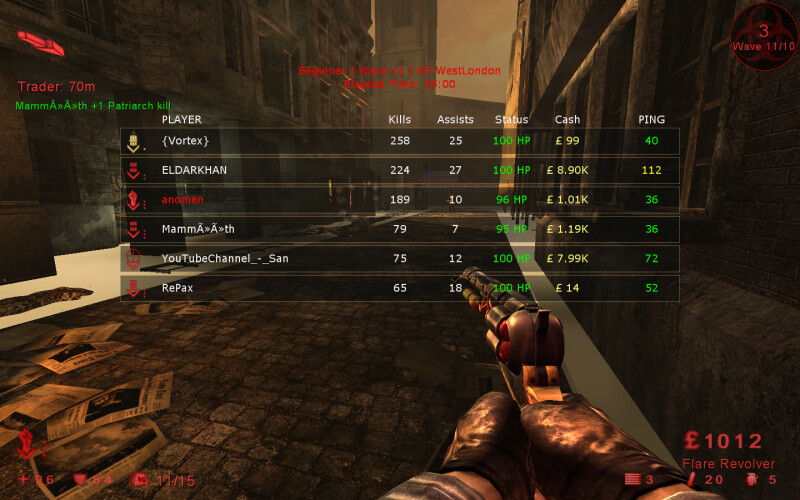 3
Wave 11/10
Beginner | Wave 11 | KF-WestLondon
Elapsed Time: 25:00
Trader: 70m
MammÃ»Ã»th +1 Patriarch kill
PLAYER Kills Assists Status Cash PING
{Vortex} 258 25 100 HP £ 99 40
ELDARKHAN 224 27 100 HP £ 8.90K 112
anomen 189 10 96 HP £ 1.01K 36
MammÃ»Ã»th 79 7 95 HP £ 1.19K 36
YouTubeChannel_-_San 75 12 100 HP £ 7.99K 72
RePax 65 18 100 HP £ 14 52
£1012
Flare Revolver
96 84 11/15 3 20 5